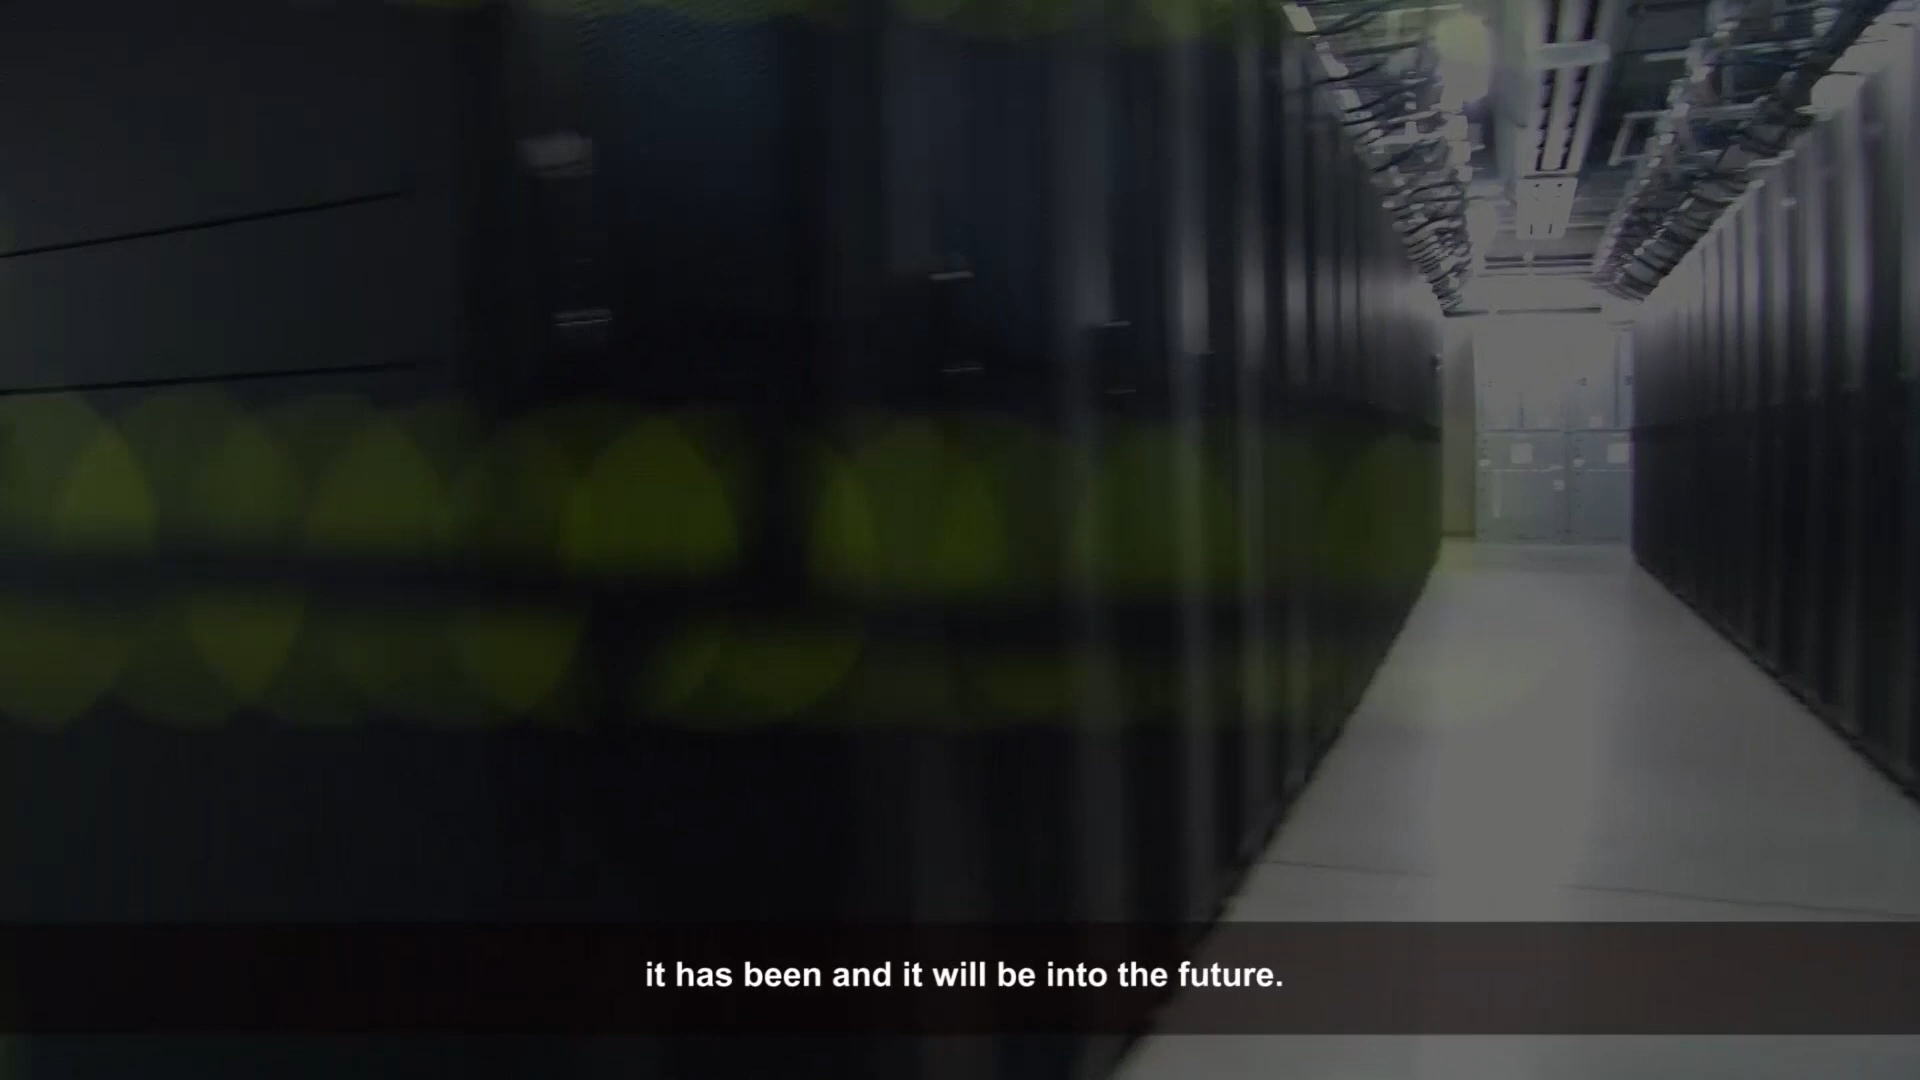 it has been and it will be into the future.